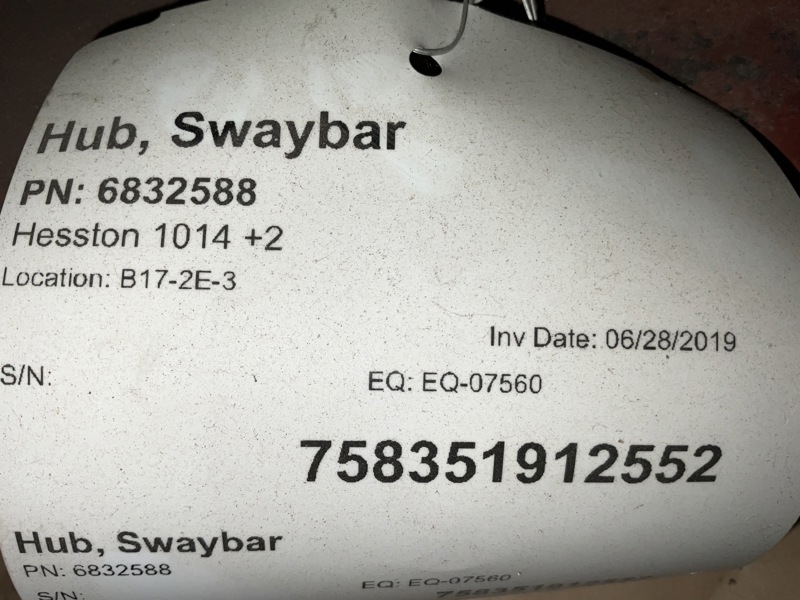 Hub, Swaybar
PN: 6832588
Hesston 1014 +2
Location: B17-2E-3
Inv Date: 06/28/2019
S/N:
EQ: EQ-07560
758351912552
Hub, Swaybar
PN: 6832588
EQ: EQ-07560
S/N:
758351912552